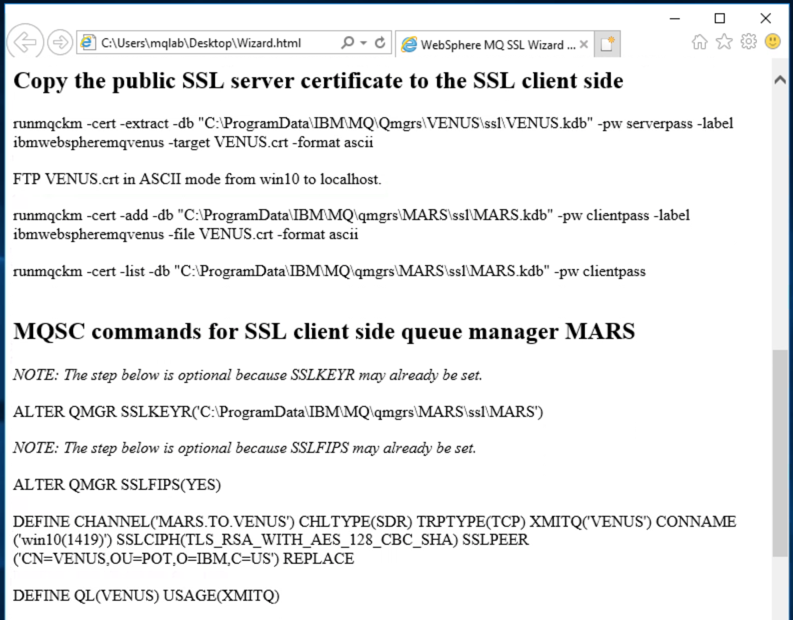 C:\Users\mqlab\Desktop\Wizard.html
WebSphere MQ SSL Wizard ...
Copy the public SSL server certificate to the SSL client side
runmqckm -cert -extract -db "C:\ProgramData\IBM\MQ\Qmgrs\VENUS\ssl\VENUS.kdb" -pw serverpass -label
ibmwebspheremqvenus -target VENUS.crt -format ascii
FTP VENUS.crt in ASCII mode from win10 to localhost.
runmqckm -cert -add -db "C:\ProgramData\IBM\MQ\qmgrs\MARS\ssl\MARS.kdb" -pw clientpass -label
ibmwebspheremqvenus -file VENUS.crt -format ascii
runmqckm -cert -list -db "C:\ProgramData\IBM\MQ\qmgrs\MARS\ssl\MARS.kdb" -pw clientpass
MQSC commands for SSL client side queue manager MARS
NOTE: The step below is optional because SSLKEYR may already be set.
ALTER QMGR SSLKEYR('C:\ProgramData\IBM\MQ\qmgrs\MARS\ssl\MARS')
NOTE: The step below is optional because SSLFIPS may already be set.
ALTER QMGR SSLFIPS(YES)
DEFINE CHANNEL('MARS.TO.VENUS') CHLTYPE(SDR) TRPTYPE(TCP) XMITQ('VENUS') CONNAME
('win10(1419)') SSLCIPH(TLS_RSA_WITH_AES_128_CBC_SHA) SSLPEER
('CN=VENUS,OU=POT,O=IBM,C=US') REPLACE
DEFINE QL(VENUS) USAGE(XMITQ)